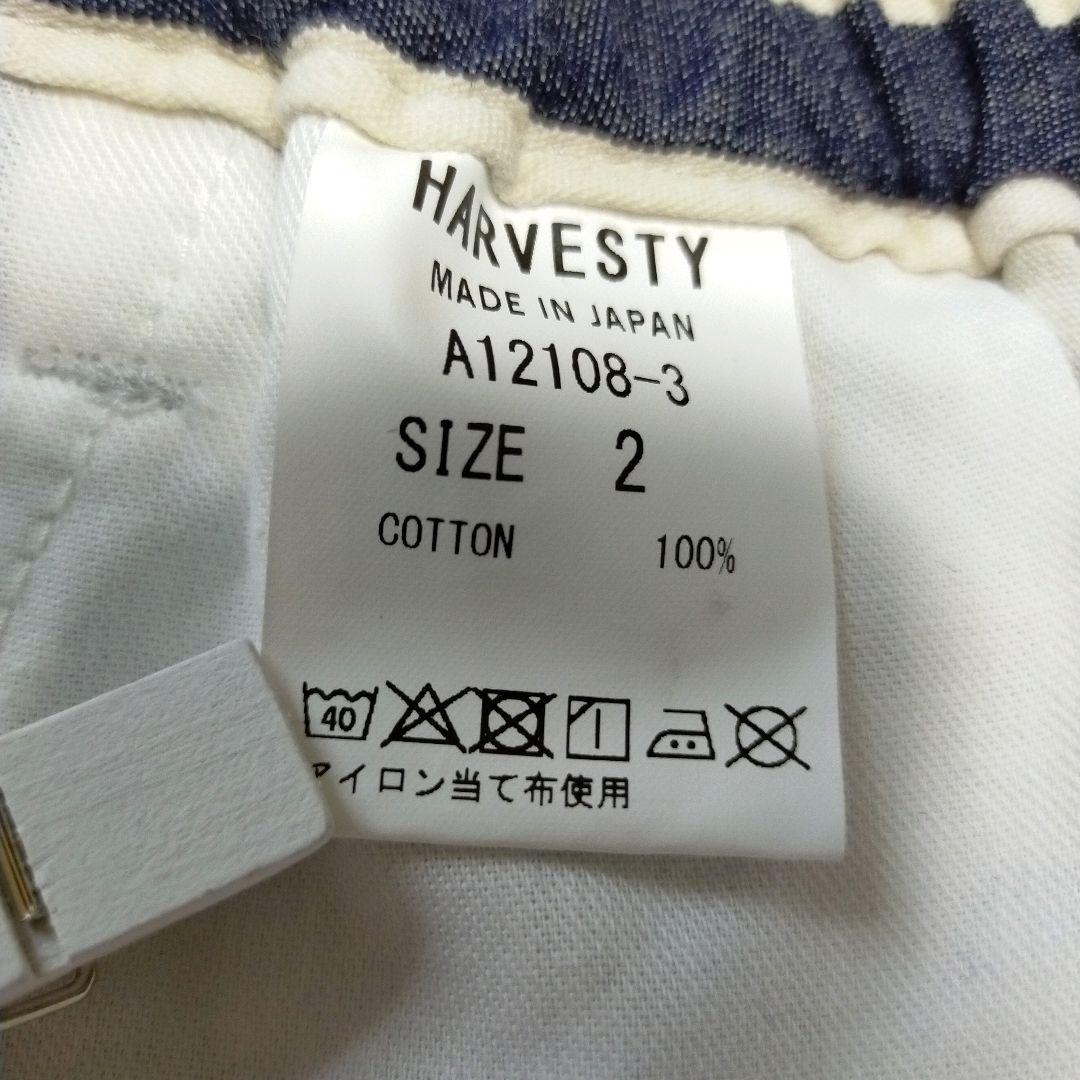 HARVESTY
MADE IN JAPAN
A12108-3
SIZE 2
COTTON 100%
40
アイロン当て布使用